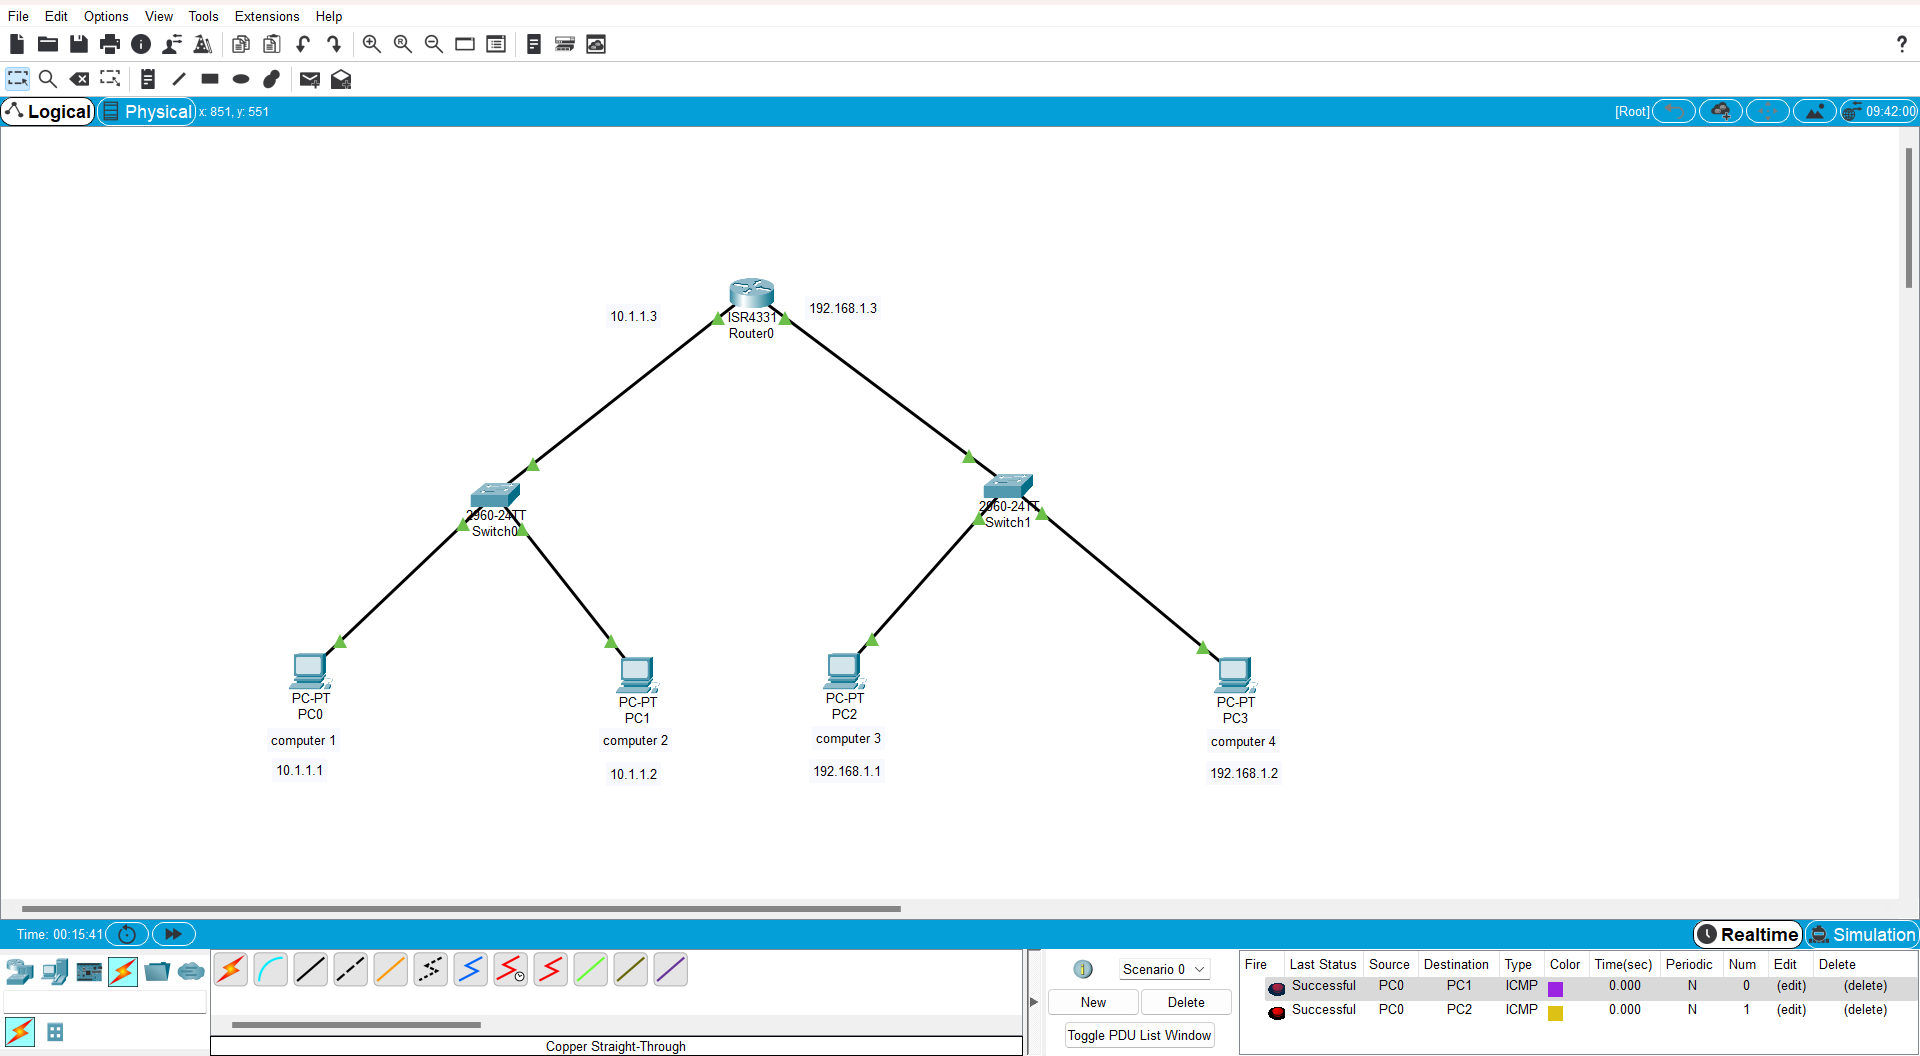 File Edit Options View Tools Extensions Help
?
Logical Physical x: 851, y: 551 [Root] 09:42:00
10.1.1.3
192.168.1.3
ISR4331
Router0
2960-24TT
Switch0
2960-24TT
Switch1
PC-PT
PC0
computer 1
10.1.1.1
PC-PT
PC1
computer 2
10.1.1.2
PC-PT
PC2
computer 3
192.168.1.1
PC-PT
PC3
computer 4
192.168.1.2
Time: 00:15:41 Realtime Simulation
Scenario 0
New Delete
Toggle PDU List Window
Copper Straight-Through
Fire Last Status Source Destination Type Color Time(sec) Periodic Num Edit Delete
Successful PC0 PC1 ICMP 0.000 N 0 (edit) (delete)
Successful PC0 PC2 ICMP 0.000 N 1 (edit) (delete)